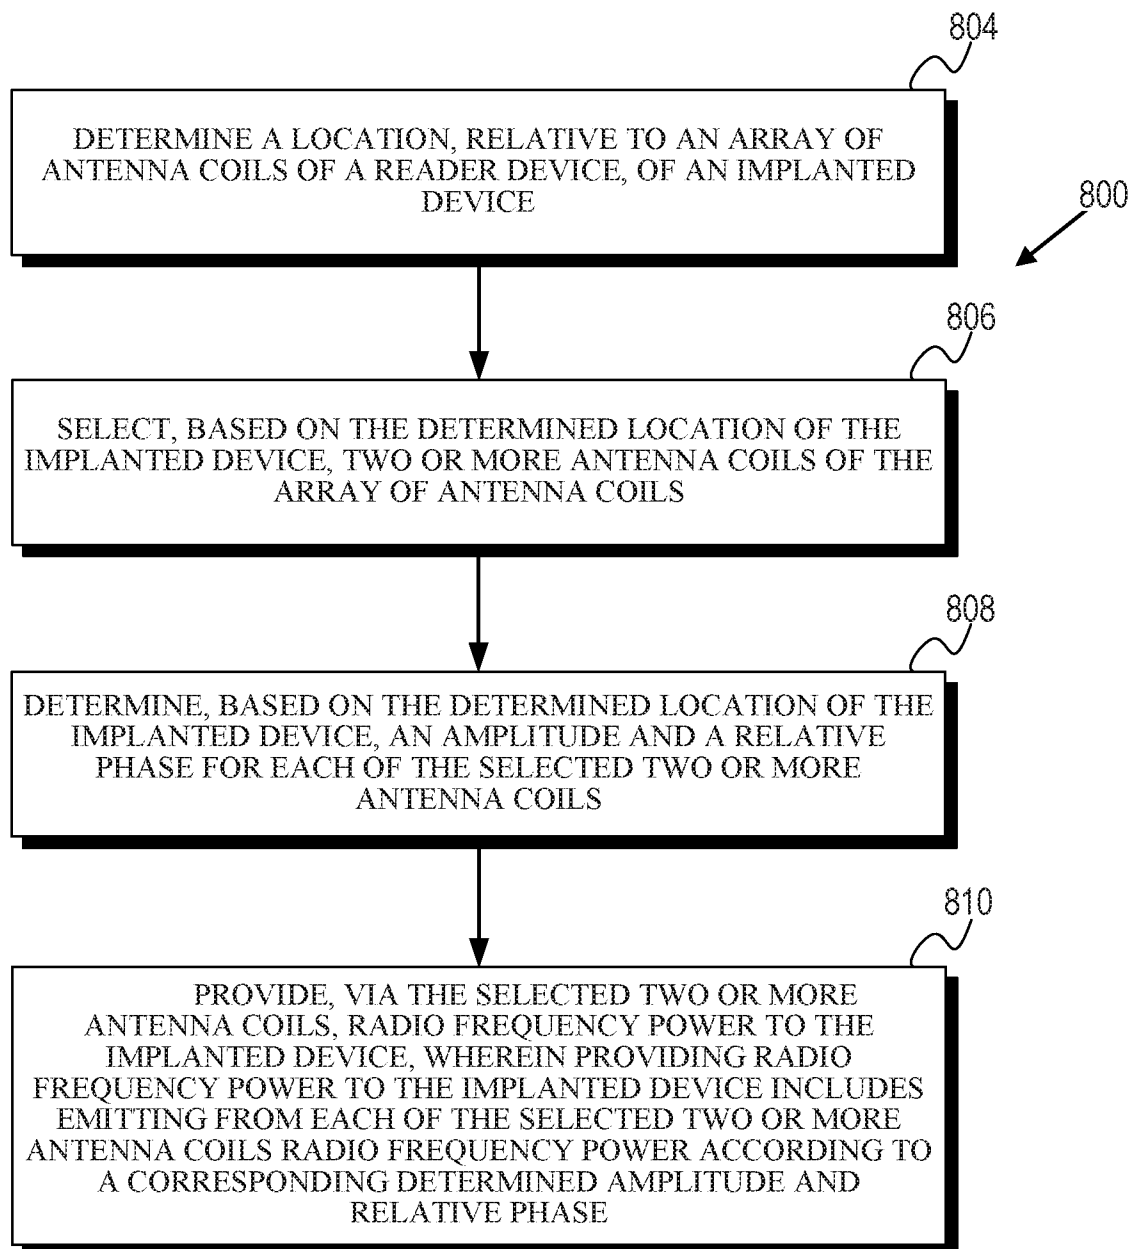 804
DETERMINE A LOCATION, RELATIVE TO AN ARRAY OF
ANTENNA COILS OF A READER DEVICE, OF AN IMPLANTED
DEVICE
800
806
SELECT, BASED ON THE DETERMINED LOCATION OF THE
IMPLANTED DEVICE, TWO OR MORE ANTENNA COILS OF THE
ARRAY OF ANTENNA COILS
808
DETERMINE, BASED ON THE DETERMINED LOCATION OF THE
IMPLANTED DEVICE, AN AMPLITUDE AND A RELATIVE
PHASE FOR EACH OF THE SELECTED TWO OR MORE
ANTENNA COILS
810
PROVIDE, VIA THE SELECTED TWO OR MORE
ANTENNA COILS, RADIO FREQUENCY POWER TO THE
IMPLANTED DEVICE, WHEREIN PROVIDING RADIO
FREQUENCY POWER TO THE IMPLANTED DEVICE INCLUDES
EMITTING FROM EACH OF THE SELECTED TWO OR MORE
ANTENNA COILS RADIO FREQUENCY POWER ACCORDING TO
A CORRESPONDING DETERMINED AMPLITUDE AND
RELATIVE PHASE